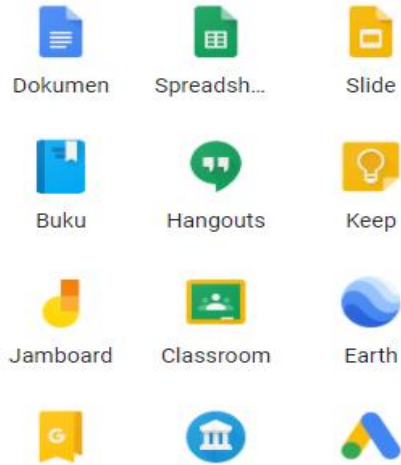 Dokumen Spreadsh... Slide
Buku Hangouts Keep
Jamboard Classroom Earth
G